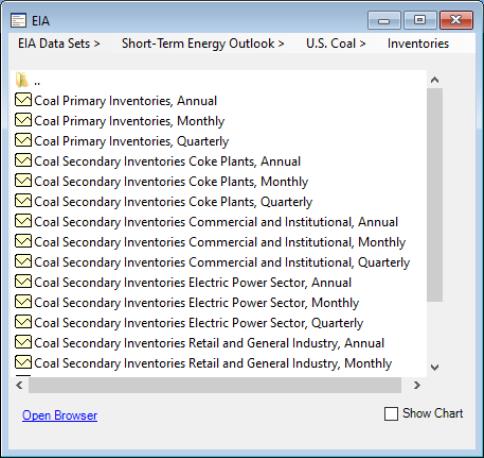 EIA
EIA Data Sets > Short-Term Energy Outlook > U.S. Coal > Inventories
..
Coal Primary Inventories, Annual
Coal Primary Inventories, Monthly
Coal Primary Inventories, Quarterly
Coal Secondary Inventories Coke Plants, Annual
Coal Secondary Inventories Coke Plants, Monthly
Coal Secondary Inventories Coke Plants, Quarterly
Coal Secondary Inventories Commercial and Institutional, Annual
Coal Secondary Inventories Commercial and Institutional, Monthly
Coal Secondary Inventories Commercial and Institutional, Quarterly
Coal Secondary Inventories Electric Power Sector, Annual
Coal Secondary Inventories Electric Power Sector, Monthly
Coal Secondary Inventories Electric Power Sector, Quarterly
Coal Secondary Inventories Retail and General Industry, Annual
Coal Secondary Inventories Retail and General Industry, Monthly
Open Browser Show Chart